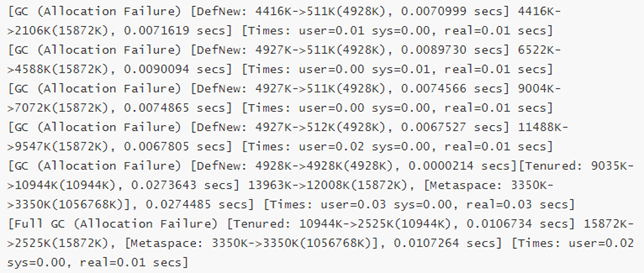 [GC (Allocation Failure) [DefNew: 4416K->511K(4928K), 0.0070999 secs] 4416K-
>2106K(15872K), 0.0071619 secs] [Times: user=0.01 sys=0.00, real=0.01 secs]
[GC (Allocation Failure) [DefNew: 4927K->511K(4928K), 0.0089730 secs] 6522K-
>4588K(15872K), 0.0090094 secs] [Times: user=0.00 sys=0.01, real=0.01 secs]
[GC (Allocation Failure) [DefNew: 4927K->511K(4928K), 0.0074566 secs] 9004K-
>7072K(15872K), 0.0074865 secs] [Times: user=0.00 sys=0.00, real=0.01 secs]
[GC (Allocation Failure) [DefNew: 4927K->512K(4928K), 0.0067527 secs] 11488K-
>9547K(15872K), 0.0067805 secs] [Times: user=0.02 sys=0.00, real=0.01 secs]
[GC (Allocation Failure) [DefNew: 4928K->4928K(4928K), 0.0000214 secs][Tenured: 9035K-
>10944K(10944K), 0.0273643 secs] 13963K->12008K(15872K), [Metaspace: 3350K-
>3350K(1056768K)], 0.0274485 secs] [Times: user=0.03 sys=0.00, real=0.03 secs]
[Full GC (Allocation Failure) [Tenured: 10944K->2525K(10944K), 0.0106734 secs] 15872K-
>2525K(15872K), [Metaspace: 3350K->3350K(1056768K)], 0.0107264 secs] [Times: user=0.02
sys=0.00, real=0.01 secs]